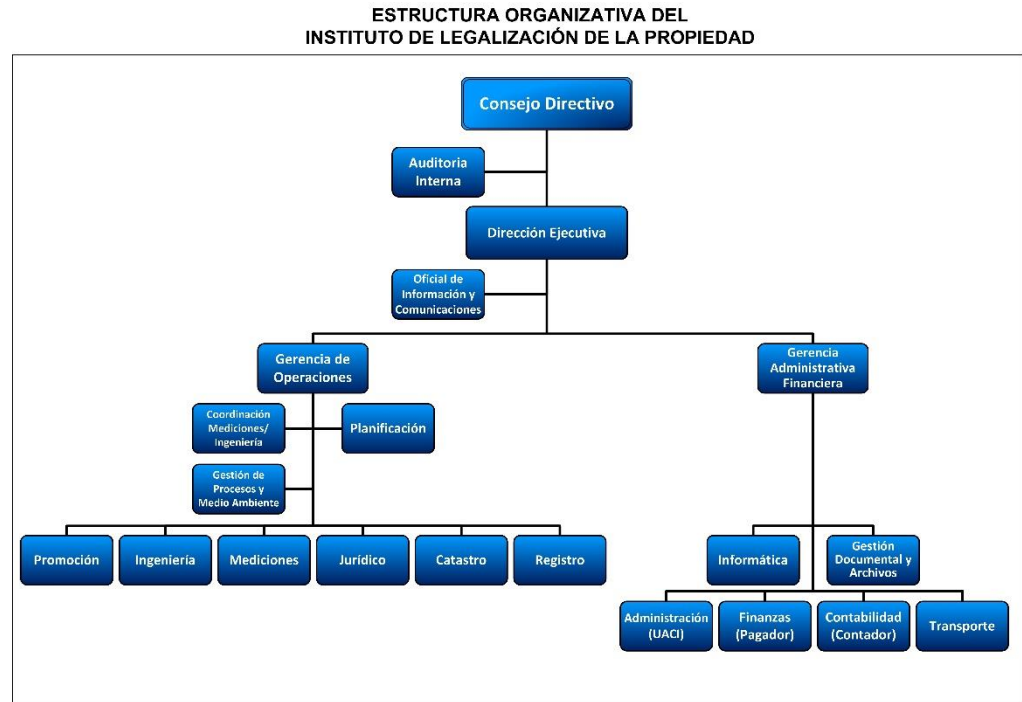 ESTRUCTURA ORGANIZATIVA DEL
INSTITUTO DE LEGALIZACIÓN DE LA PROPIEDAD
Consejo Directivo
Auditoria
Interna
Dirección Ejecutiva
Oficial de
Información y
Comunicaciones
Gerencia de
Operaciones
Gerencia
Administrativa
Financiera
Coordinación
Mediciones/
Ingeniería
Planificación
Gestión de
Procesos y
Medio Ambiente
Promoción
Ingeniería
Mediciones
Jurídico
Catastro
Registro
Informática
Gestión
Documental y
Archivos
Administración
(UACI)
Finanzas
(Pagador)
Contabilidad
(Contador)
Transporte